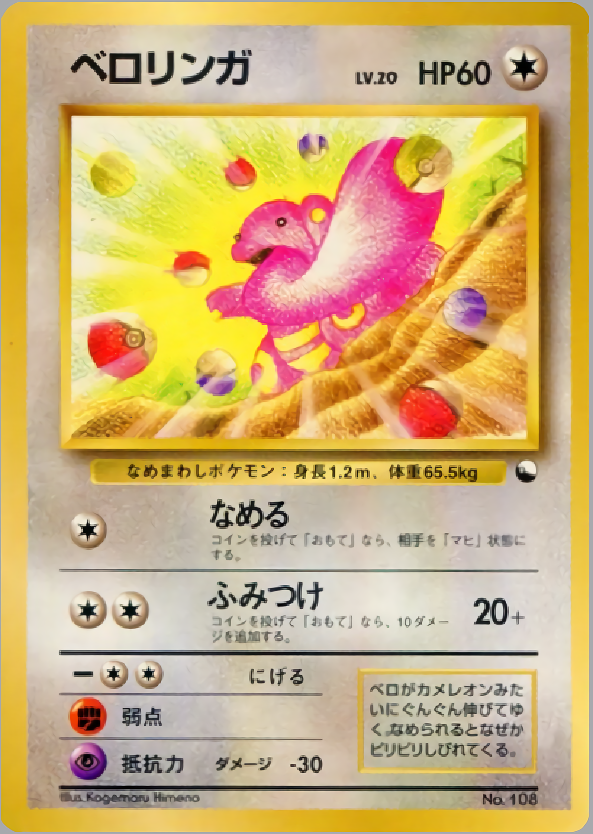 ベロリンガ LV.20 HP60
なめまわしポケモン：身長1.2m、体重65.5kg
なめる
コインを投げて「おもて」なら、相手を「マヒ」状態に
する。
ふみつけ 20+
コインを投げて「おもて」なら、10ダメー
ジを追加する。
にげる
弱点
抵抗力 ダメージ -30
ベロがカメレオンみた
いにぐんぐん伸びてゆ
く。なめられるとなぜか
ビリビリしびれてくる。
Illus. Kagemaru Himeno
No. 108